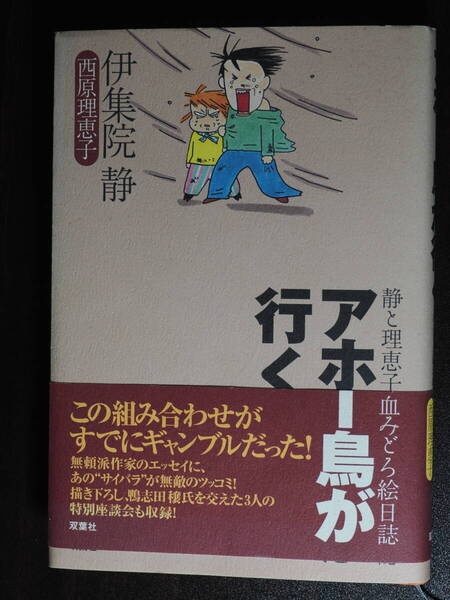 伊集院 静
西原理恵子
静と理恵子血みどろ絵日誌
アホー鳥が
行く
この組み合わせが
すでにギャンブルだった!
無頼派作家のエッセイに、
あの“サイバラ”が無敵のツッコミ!
描き下ろし、鴨志田 穣氏を交えた3人の
特別座談会も収録!
双葉社